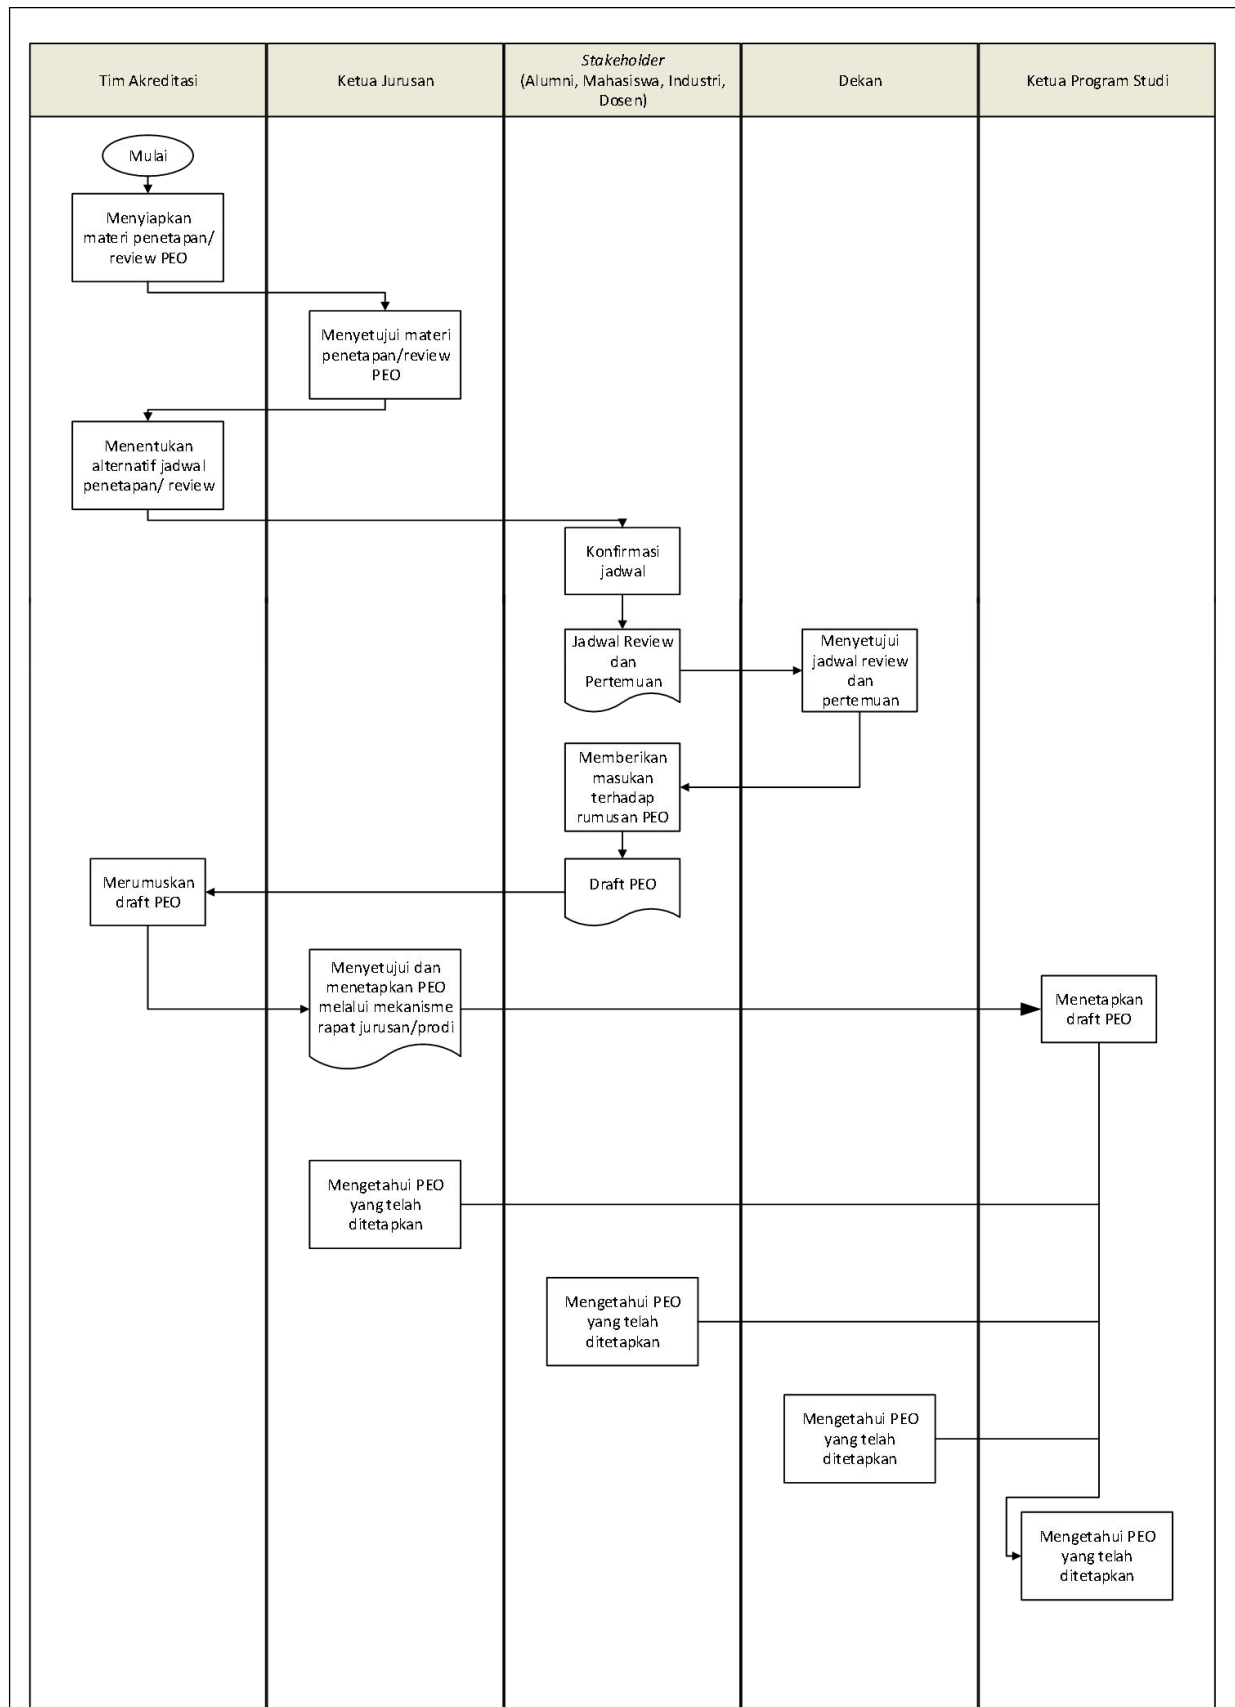 Tim Akreditasi
Ketua Jurusan
Stakeholder
(Alumni, Mahasiswa, Industri,
Dosen)
Dekan
Ketua Program Studi
Mulai
Menyiapkan
materi penetapan/
review PEO
Menyetujui materi
penetapan/review
PEO
Menentukan
alternatif jadwal
penetapan/ review
Konfirmasi
jadwal
Jadwal Review
dan
Pertemuan
Menyetujui
jadwal review
dan
pertemuan
Memberikan
masukan
terhadap
rumusan PEO
Merumuskan
draft PEO
Draft PEO
Menyetujui dan
menetapkan PEO
melalui mekanisme
rapat jurusan/prodi
Menetapkan
draft PEO
Mengetahui PEO
yang telah
ditetapkan
Mengetahui PEO
yang telah
ditetapkan
Mengetahui PEO
yang telah
ditetapkan
Mengetahui PEO
yang telah
ditetapkan